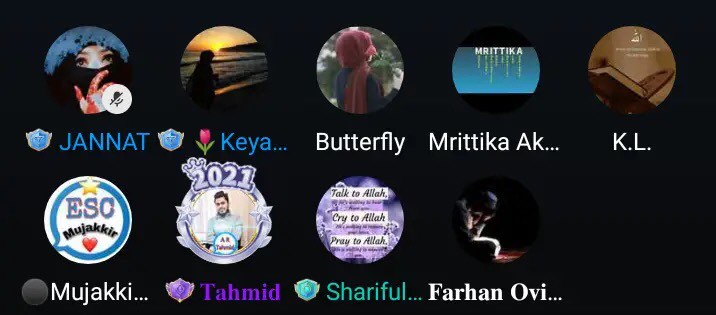 MRITTIKA
الله
JANNAT
Keya...
Butterfly
Mrittika Ak...
K.L.
ESC
Mujakkir
2021
A R
Tahmid
Talk to Allah,
Cry to Allah
Pray to Allah,
Mujakki...
Tahmid
Shariful...
Farhan Ovi...